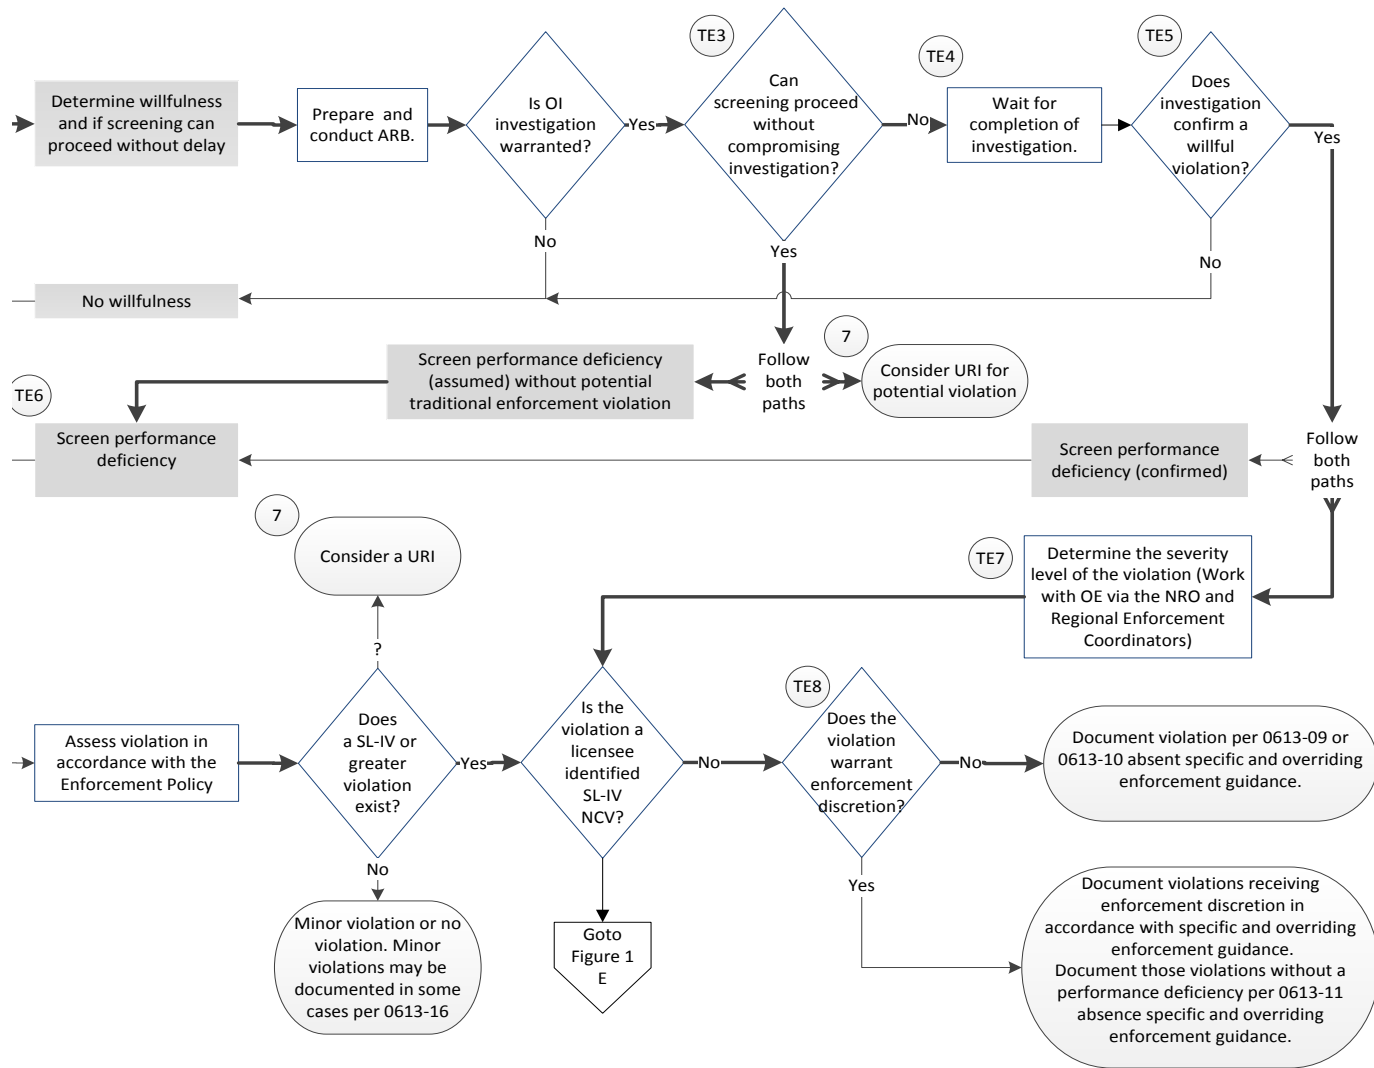 TE3
TE4
TE5
Determine willfulness
and if screening can
proceed without delay
Prepare and
conduct ARB.
Is OI
investigation
warranted?
Yes
Can
screening proceed
without
compromising
investigation?
No
Wait for
completion of
investigation.
Does
investigation
confirm a
willful
violation?
Yes
No
Yes
No
No willfulness
7
Screen performance deficiency
(assumed) without potential
traditional enforcement violation
Follow
both
paths
Consider URI for
potential violation
TE6
Screen performance
deficiency
Screen performance
deficiency (confirmed)
Follow
both
paths
7
Consider a URI
TE7
Determine the severity
level of the violation (Work
with OE via the NRO and
Regional Enforcement
Coordinators)
?
TE8
Assess violation in
accordance with the
Enforcement Policy
Does
a SL-IV or
greater
violation
exist?
Yes
Is the
violation a
licensee
identified
SL-IV
NCV?
No
Does the
violation
warrant
enforcement
discretion?
No
Document violation per 0613-09 or
0613-10 absent specific and overriding
enforcement guidance.
No
Yes
Minor violation or no
violation. Minor
violations may be
documented in some
cases per 0613-16
Goto
Figure 1
E
Document violations receiving
enforcement discretion in
accordance with specific and overriding
enforcement guidance.
Document those violations without a
performance deficiency per 0613-11
absence specific and overriding
enforcement guidance.